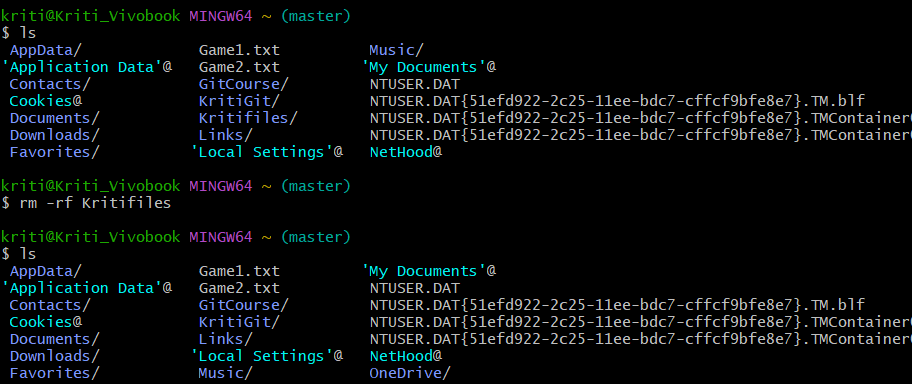 kriti@Kriti_Vivobook MINGW64 ~ (master)
$ ls
 AppData/             Game1.txt          Music/
'Application Data'@   Game2.txt         'My Documents'@
 Contacts/            GitCourse/         NTUSER.DAT
 Cookies@             KritiGit/          NTUSER.DAT{51efd922-2c25-11ee-bdc7-cffcf9bfe8e7}.TM.blf
 Documents/           Kritifiles/        NTUSER.DAT{51efd922-2c25-11ee-bdc7-cffcf9bfe8e7}.TMContainer
 Downloads/           Links/             NTUSER.DAT{51efd922-2c25-11ee-bdc7-cffcf9bfe8e7}.TMContainer
 Favorites/          'Local Settings'@   NetHood@
kriti@Kriti_Vivobook MINGW64 ~ (master)
$ rm -rf Kritifiles
kriti@Kriti_Vivobook MINGW64 ~ (master)
$ ls
 AppData/             Game1.txt         'My Documents'@
'Application Data'@   Game2.txt          NTUSER.DAT
 Contacts/            GitCourse/         NTUSER.DAT{51efd922-2c25-11ee-bdc7-cffcf9bfe8e7}.TM.blf
 Cookies@             KritiGit/          NTUSER.DAT{51efd922-2c25-11ee-bdc7-cffcf9bfe8e7}.TMContainer
 Documents/           Links/             NTUSER.DAT{51efd922-2c25-11ee-bdc7-cffcf9bfe8e7}.TMContainer
 Downloads/          'Local Settings'@   NetHood@
 Favorites/           Music/             OneDrive/